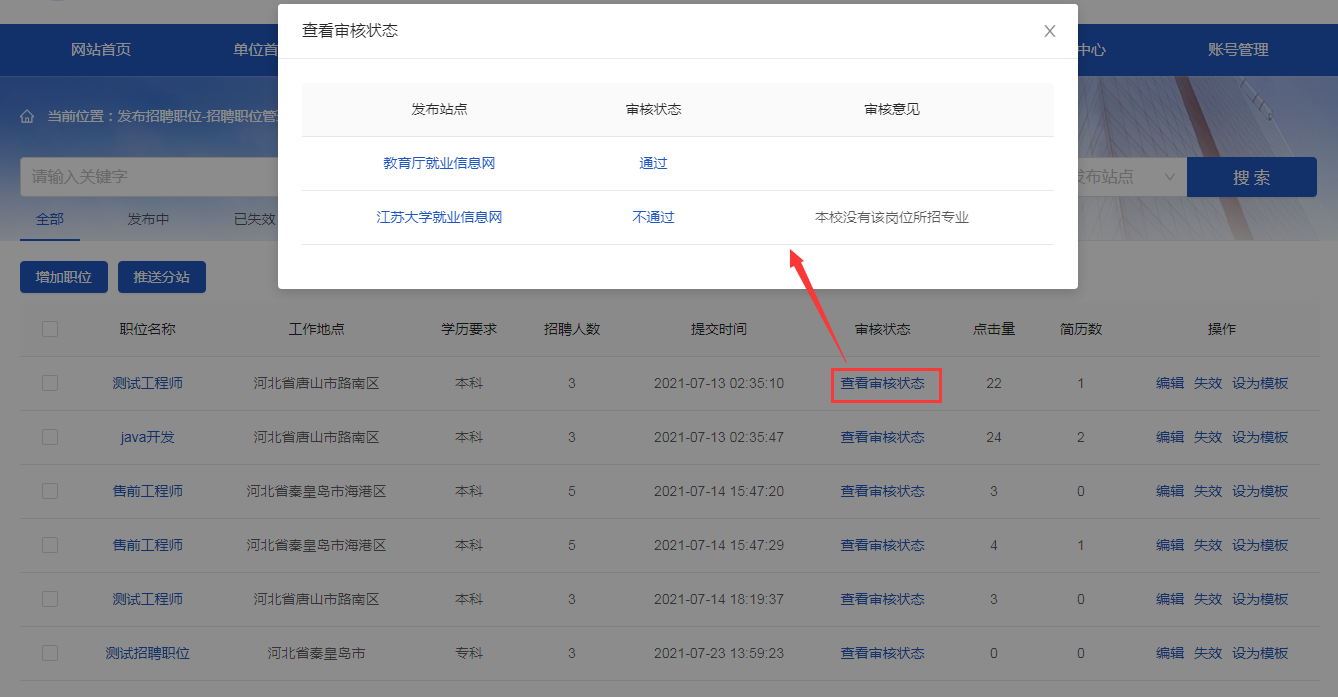 查看审核状态
网站首页 单位首 中心 账号管理
发布站点 审核状态 审核意见
当前位置：发布招聘职位-招聘职位管
教育厅就业信息网 通过
请输入关键字 发布站点 搜 索
江苏大学就业信息网 不通过 本校没有该岗位所招专业
全部 发布中 已失效
增加职位 推送分站
职位名称 工作地点 学历要求 招聘人数 提交时间 审核状态 点击量 简历数 操作
测试工程师 河北省唐山市路南区 本科 3 2021-07-13 02:35:10 查看审核状态 22 1 编辑 失效 设为模板
java开发 河北省唐山市路南区 本科 3 2021-07-13 02:35:47 查看审核状态 24 2 编辑 失效 设为模板
售前工程师 河北省秦皇岛市海港区 本科 5 2021-07-14 15:47:20 查看审核状态 3 0 编辑 失效 设为模板
售前工程师 河北省秦皇岛市海港区 本科 5 2021-07-14 15:47:29 查看审核状态 4 1 编辑 失效 设为模板
测试工程师 河北省唐山市路南区 本科 3 2021-07-14 18:19:37 查看审核状态 3 0 编辑 失效 设为模板
测试招聘职位 河北省秦皇岛市 专科 3 2021-07-23 13:59:23 查看审核状态 0 0 编辑 失效 设为模板